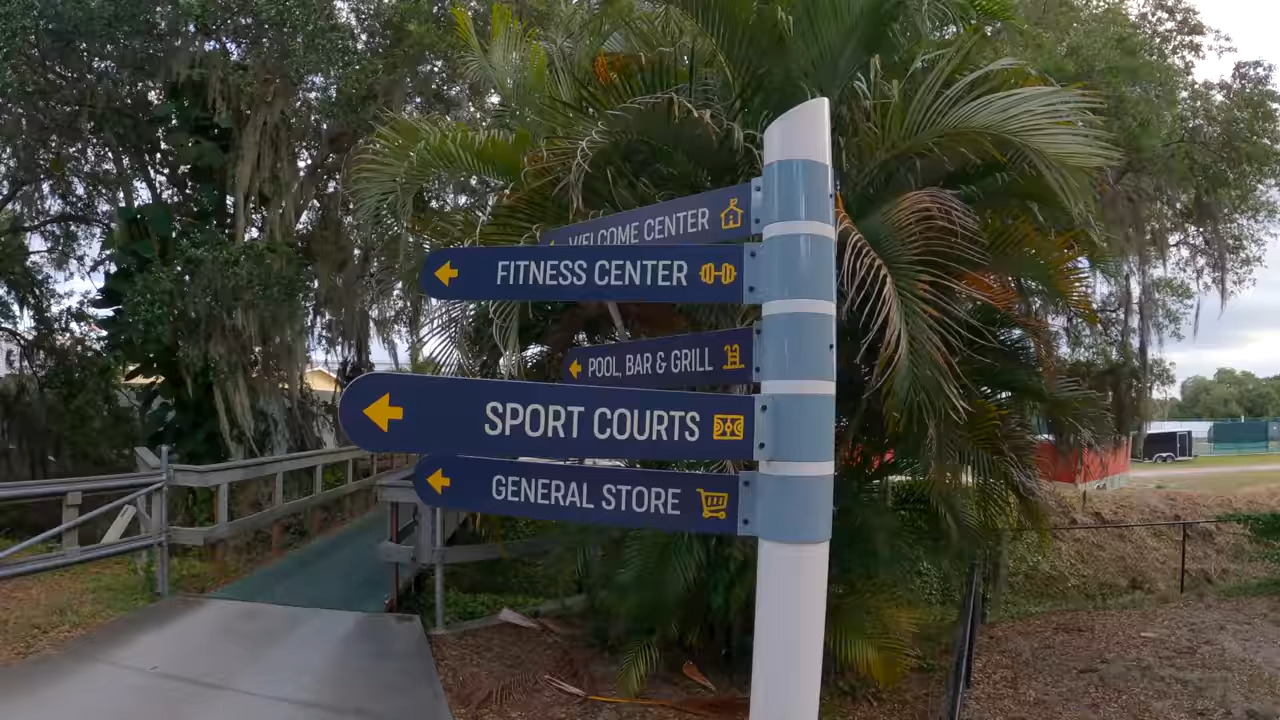 WELCOME CENTER
FITNESS CENTER
POOL, BAR & GRILL
SPORT COURTS
GENERAL STORE